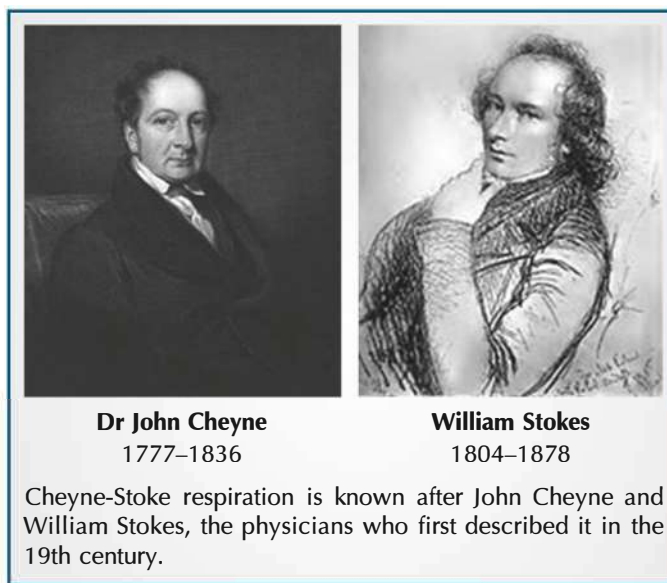 Dr John Cheyne
1777–1836
William Stokes
1804–1878
Cheyne-Stoke respiration is known after John Cheyne and
William Stokes, the physicians who first described it in the
19th century.